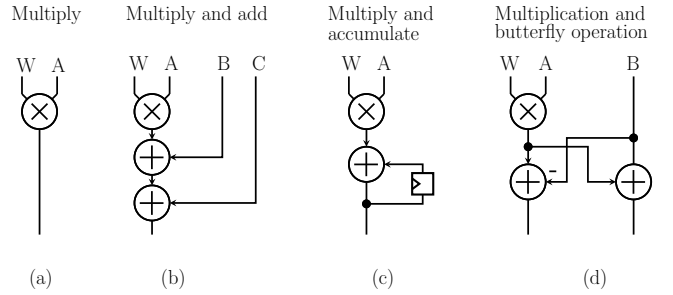 Multiply
Multiply and add
Multiply and
accumulate
Multiplication and
butterfly operation
W A
W A B C
W A
W A B
-
(a)
(b)
(c)
(d)